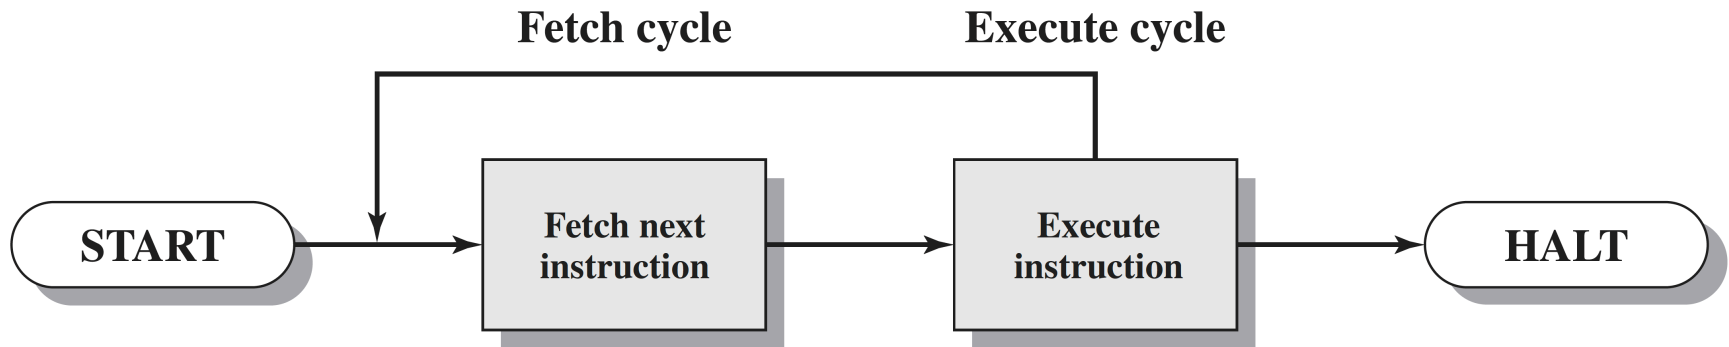 Fetch cycle
Execute cycle
START
Fetch next
instruction
Execute
instruction
HALT